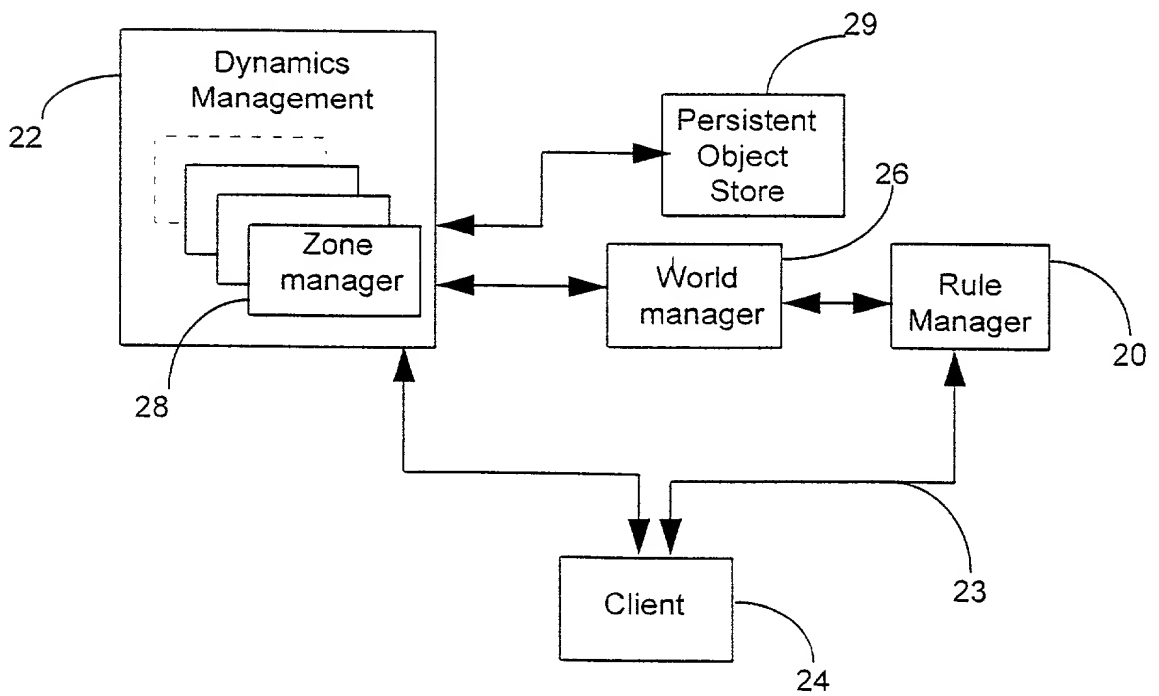 29
Dynamics
Management
22
Persistent
Object
Store
26
Zone
manager
World
manager
Rule
Manager
20
28
23
Client
24